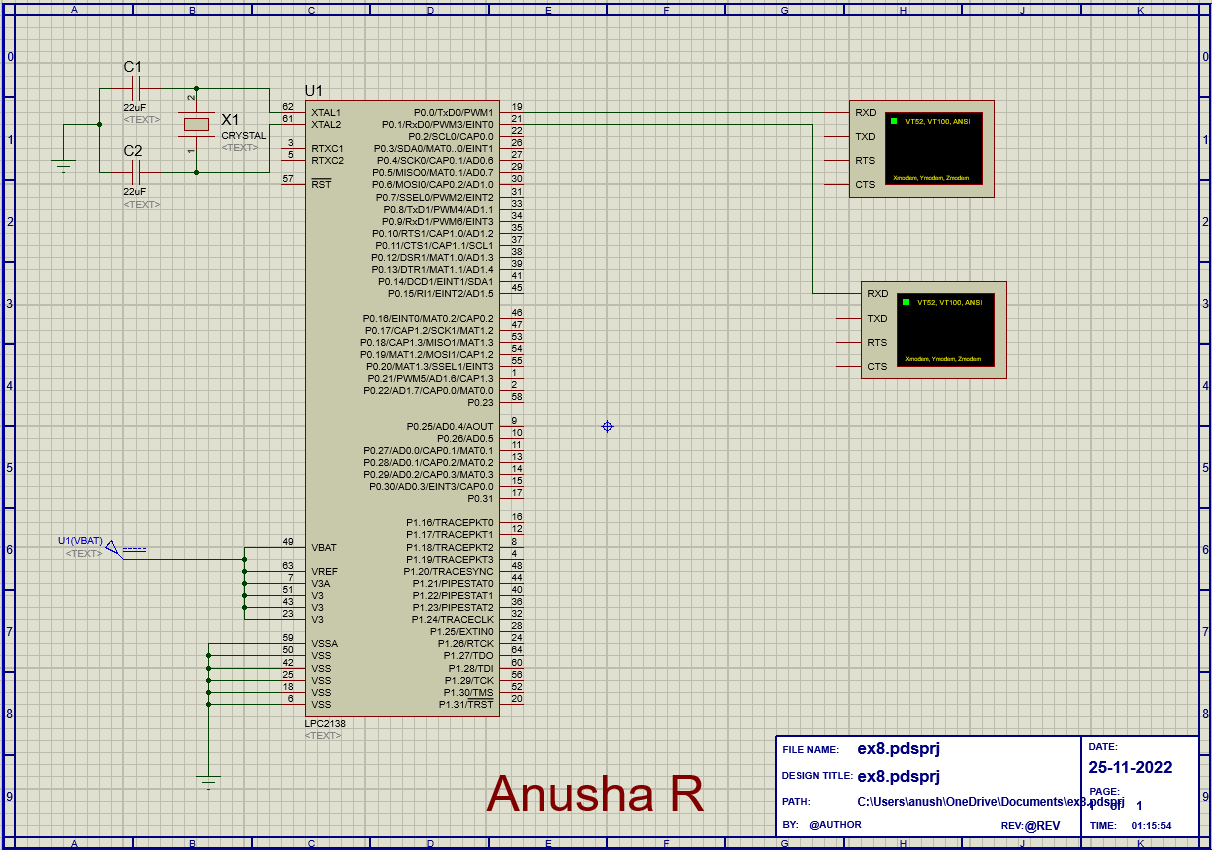 A B C D E F G H J K
0 0
1 1
2 2
3 3
4 4
5 5
6 6
7 7
8 8
9 9
C1
22uF
<TEXT>
C2
22uF
<TEXT>
2
1
X1
CRYSTAL
<TEXT>
U1
62 XTAL1
61 XTAL2
3 RTXC1
5 RTXC2
57 RST
U1(VBAT)
<TEXT>
49 VBAT
63 VREF
7 V3A
51 V3
43 V3
23 V3
59 VSSA
50 VSS
42 VSS
25 VSS
18 VSS
6 VSS
P0.0/TxD0/PWM1 19
P0.1/RxD0/PWM3/EINT0 21
P0.2/SCL0/CAP0.0 22
P0.3/SDA0/MAT0..0/EINT1 26
P0.4/SCK0/CAP0.1/AD0.6 27
P0.5/MISO0/MAT0.1/AD0.7 29
P0.6/MOSI0/CAP0.2/AD1.0 30
P0.7/SSEL0/PWM2/EINT2 31
P0.8/TxD1/PWM4/AD1.1 33
P0.9/RxD1/PWM6/EINT3 34
P0.10/RTS1/CAP1.0/AD1.2 35
P0.11/CTS1/CAP1.1/SCL1 37
P0.12/DSR1/MAT1.0/AD1.3 38
P0.13/DTR1/MAT1.1/AD1.4 39
P0.14/DCD1/EINT1/SDA1 41
P0.15/RI1/EINT2/AD1.5 45
P0.16/EINT0/MAT0.2/CAP0.2 46
P0.17/CAP1.2/SCK1/MAT1.2 47
P0.18/CAP1.3/MISO1/MAT1.3 53
P0.19/MAT1.2/MOSI1/CAP1.2 54
P0.20/MAT1.3/SSEL1/EINT3 55
P0.21/PWM5/AD1.6/CAP1.3 1
P0.22/AD1.7/CAP0.0/MAT0.0 2
P0.23 58
P0.25/AD0.4/AOUT 9
P0.26/AD0.5 10
P0.27/AD0.0/CAP0.1/MAT0.1 11
P0.28/AD0.1/CAP0.2/MAT0.2 13
P0.29/AD0.2/CAP0.3/MAT0.3 14
P0.30/AD0.3/EINT3/CAP0.0 15
P0.31 17
P1.16/TRACEPKT0 16
P1.17/TRACEPKT1 12
P1.18/TRACEPKT2 8
P1.19/TRACEPKT3 4
P1.20/TRACESYNC 48
P1.21/PIPESTAT0 44
P1.22/PIPESTAT1 40
P1.23/PIPESTAT2 36
P1.24/TRACECLK 32
P1.25/EXTIN0 28
P1.26/RTCK 24
P1.27/TDO 64
P1.28/TDI 60
P1.29/TCK 56
P1.30/TMS 52
P1.31/TRST 20
LPC2138
<TEXT>
RXD
TXD
RTS
CTS
VT52, VT100, ANSI
Xmodem, Ymodem, Zmodem
RXD
TXD
RTS
CTS
VT52, VT100, ANSI
Xmodem, Ymodem, Zmodem
Anusha R
FILE NAME: ex8.pdsprj
DESIGN TITLE: ex8.pdsprj
PATH: C:\Users\anush\OneDrive\Documents\ex8.pdsprj
BY: @AUTHOR REV:@REV
DATE:
25-11-2022
PAGE:
1 of 1
TIME: 01:15:54
A B C D E F G H J K